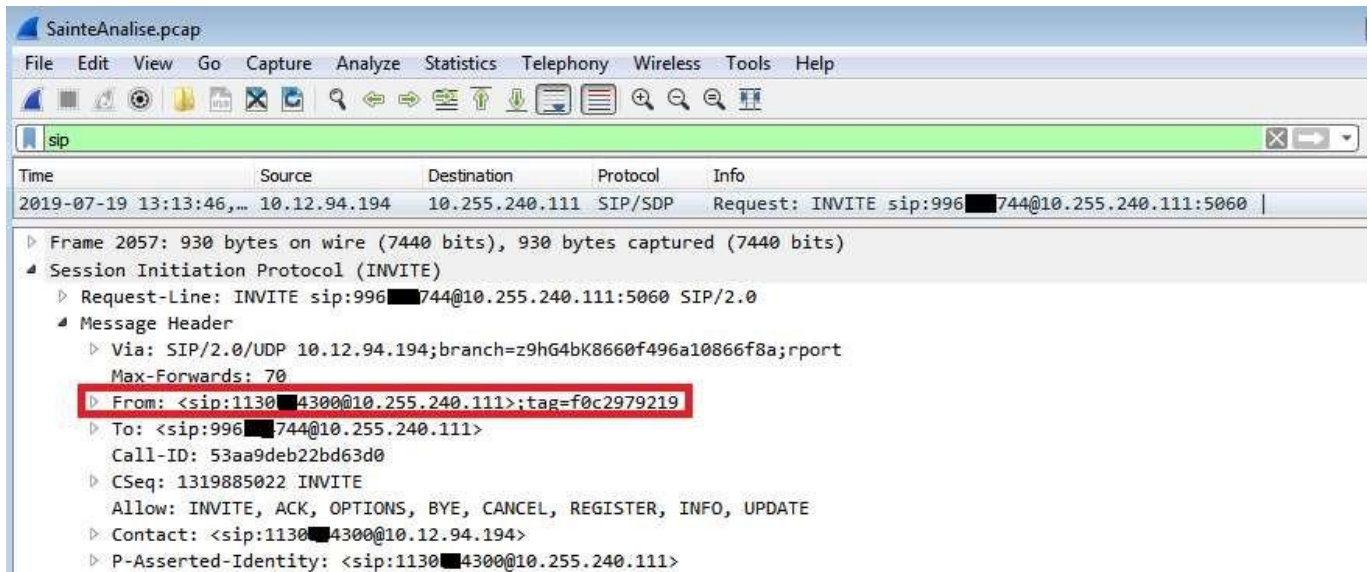 SainteAnalise.pcap
File Edit View Go Capture Analyze Statistics Telephony Wireless Tools Help
sip
Time Source Destination Protocol Info
2019-07-19 13:13:46,… 10.12.94.194 10.255.240.111 SIP/SDP Request: INVITE sip:996 744@10.255.240.111:5060 |
Frame 2057: 930 bytes on wire (7440 bits), 930 bytes captured (7440 bits)
Session Initiation Protocol (INVITE)
Request-Line: INVITE sip:996 744@10.255.240.111:5060 SIP/2.0
Message Header
Via: SIP/2.0/UDP 10.12.94.194;branch=z9hG4bK8660f496a10866f8a;rport
Max-Forwards: 70
From: <sip:1130 4300@10.255.240.111>;tag=f0c2979219
To: <sip:996 744@10.255.240.111>
Call-ID: 53aa9deb22bd63d0
CSeq: 1319885022 INVITE
Allow: INVITE, ACK, OPTIONS, BYE, CANCEL, REGISTER, INFO, UPDATE
Contact: <sip:1130 4300@10.12.94.194>
P-Asserted-Identity: <sip:1130 4300@10.255.240.111>